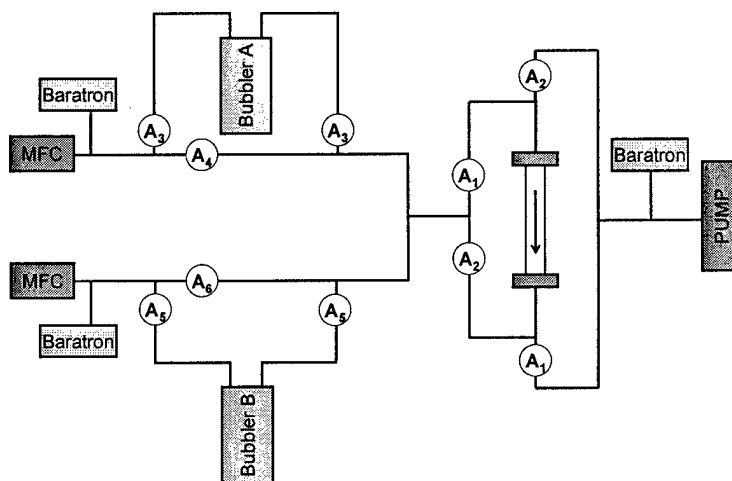 Bubbler A
A₂
Baratron
A₃
A₃
MFC
A₄
Baratron
A₁
PUMP
A₂
MFC
A₆
A₅
A₅
Baratron
A₁
Bubbler B